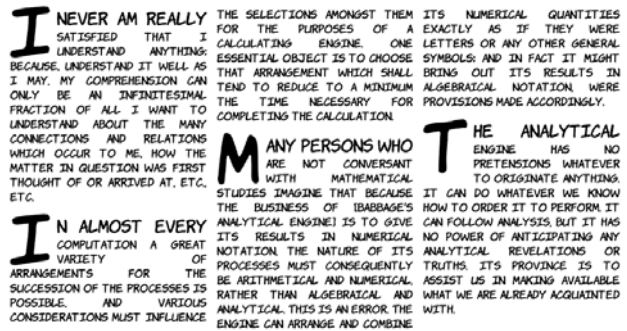 I NEVER AM REALLY
SATISFIED THAT I
UNDERSTAND ANYTHING;
BECAUSE, UNDERSTAND IT WELL AS
I MAY, MY COMPREHENSION CAN
ONLY BE AN INFINITESIMAL
FRACTION OF ALL I WANT TO
UNDERSTAND ABOUT THE MANY
CONNECTIONS AND RELATIONS
WHICH OCCUR TO ME, HOW THE
MATTER IN QUESTION WAS FIRST
THOUGHT OF OR ARRIVED AT, ETC.,
ETC.
IN ALMOST EVERY
COMPUTATION A GREAT
VARIETY OF
ARRANGEMENTS FOR THE
SUCCESSION OF THE PROCESSES IS
POSSIBLE, AND VARIOUS
CONSIDERATIONS MUST INFLUENCE
THE SELECTIONS AMONGST THEM
FOR THE PURPOSES OF A
CALCULATING ENGINE. ONE
ESSENTIAL OBJECT IS TO CHOOSE
THAT ARRANGEMENT WHICH SHALL
TEND TO REDUCE TO A MINIMUM
THE TIME NECESSARY FOR
COMPLETING THE CALCULATION.
MANY PERSONS WHO
ARE NOT CONVERSANT
WITH MATHEMATICAL
STUDIES IMAGINE THAT BECAUSE
THE BUSINESS OF [BABBAGE'S
ANALYTICAL ENGINE] IS TO GIVE
ITS RESULTS IN NUMERICAL
NOTATION, THE NATURE OF ITS
PROCESSES MUST CONSEQUENTLY
BE ARITHMETICAL AND NUMERICAL,
RATHER THAN ALGEBRAICAL AND
ANALYTICAL. THIS IS AN ERROR. THE
ENGINE CAN ARRANGE AND COMBINE
ITS NUMERICAL QUANTITIES
EXACTLY AS IF THEY WERE
LETTERS OR ANY OTHER GENERAL
SYMBOLS; AND IN FACT IT MIGHT
BRING OUT ITS RESULTS IN
ALGEBRAICAL NOTATION, WERE
PROVISIONS MADE ACCORDINGLY.
THE ANALYTICAL
ENGINE HAS NO
PRETENSIONS WHATEVER
TO ORIGINATE ANYTHING.
IT CAN DO WHATEVER WE KNOW
HOW TO ORDER IT TO PERFORM. IT
CAN FOLLOW ANALYSIS, BUT IT HAS
NO POWER OF ANTICIPATING ANY
ANALYTICAL REVELATIONS OR
TRUTHS. ITS PROVINCE IS TO
ASSIST US IN MAKING AVAILABLE
WHAT WE ARE ALREADY ACQUAINTED
WITH.